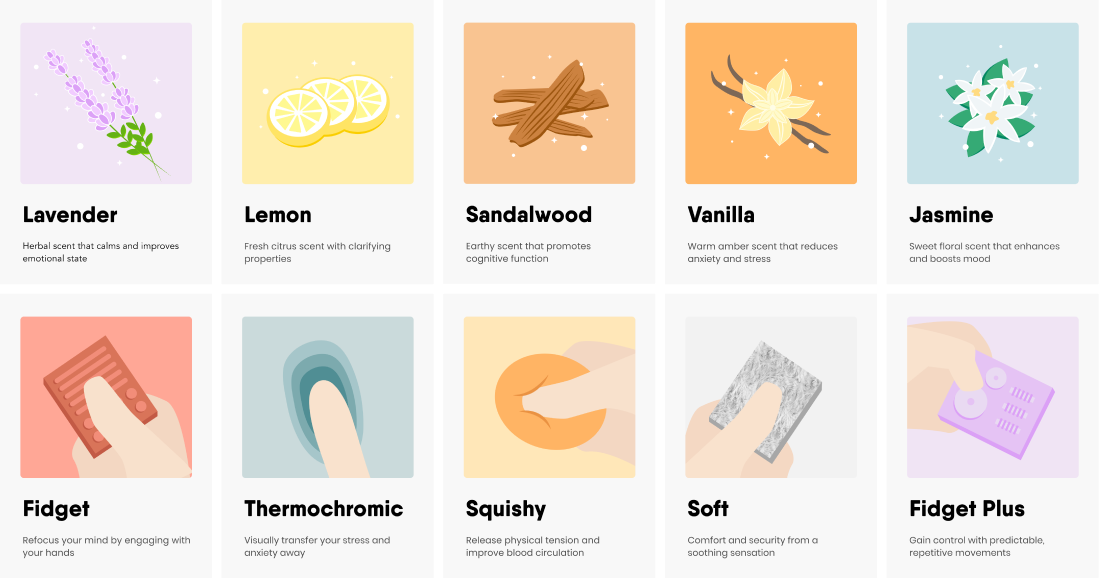 Lavender
Herbal scent that calms and improves
emotional state
Lemon
Fresh citrus scent with clarifying
properties
Sandalwood
Earthy scent that promotes
cognitive function
Vanilla
Warm amber scent that reduces
anxiety and stress
Jasmine
Sweet floral scent that enhances
and boosts mood
Fidget
Refocus your mind by engaging with
your hands
Thermochromic
Visually transfer your stress and
anxiety away
Squishy
Release physical tension and
improve blood circulation
Soft
Comfort and security from a
soothing sensation
Fidget Plus
Gain control with predictable,
repetitive movements